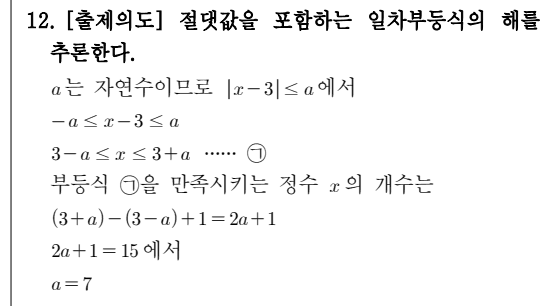 12. [출제의도] 절댓값을 포함하는 일차부등식의 해를
추론한다.
a는 자연수이므로 |x-3|≤a에서
-a≤x-3≤a
3-a≤x≤3+a ······ ㉠
부등식 ㉠을 만족시키는 정수 x의 개수는
(3+a)-(3-a)+1=2a+1
2a+1=15에서
a=7